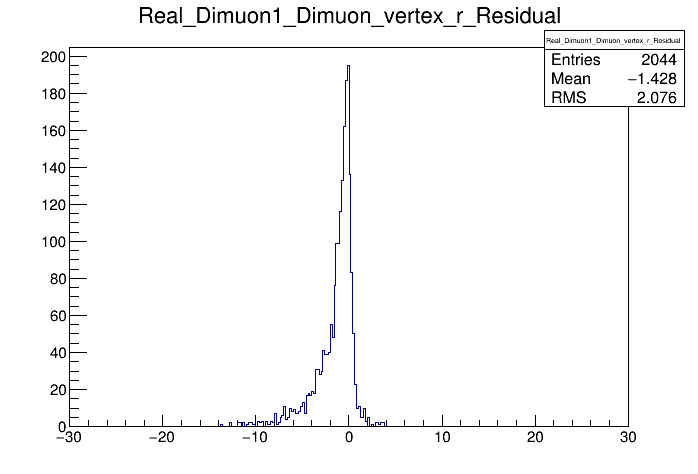 Real_Dimuon1_Dimuon_vertex_r_Residual
Real_Dimuon1_Dimuon_vertex_r_Residual
Entries 2044
Mean −1.428
RMS 2.076
200
180
160
140
120
100
80
60
40
20
0
−30 −20 −10 0 10 20 30